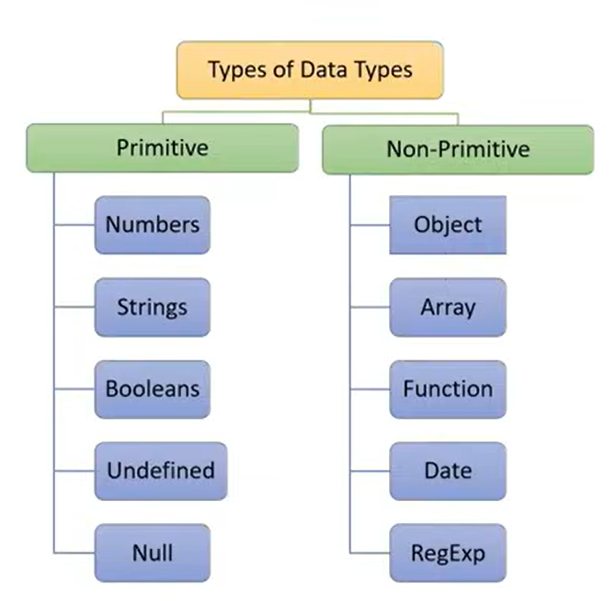 Types of Data Types
Primitive
Numbers
Strings
Booleans
Undefined
Null
Non-Primitive
Object
Array
Function
Date
RegExp